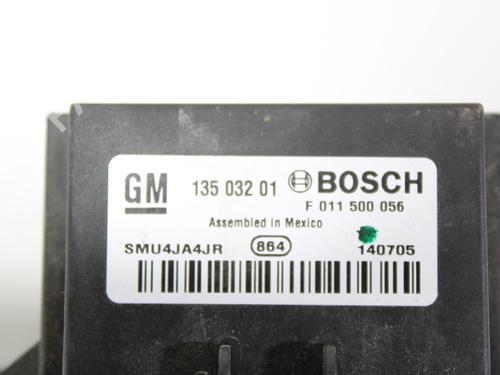 GM 135 032 01 BOSCH
F 011 500 056
Assembled in Mexico
SMU4JA4JR 864 140705